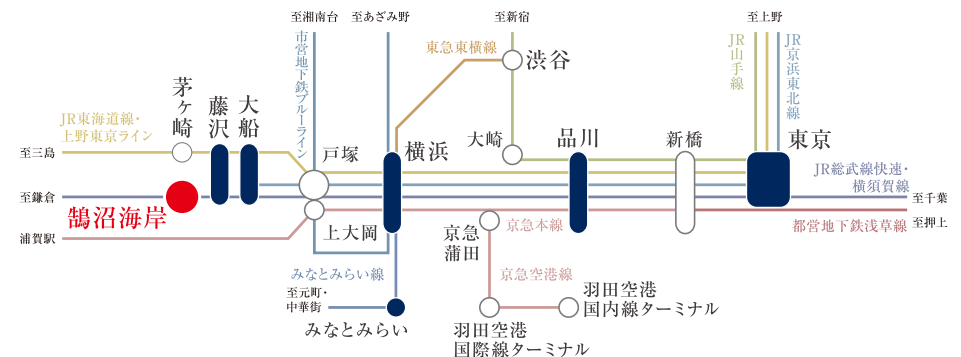 至湘南台
至あざみ野
至新宿
至上野
市営地下鉄ブルーライン
東急東横線
渋谷
JR山手線
JR京浜東北線
茅ヶ崎
藤沢
大船
JR東海道線・
上野東京ライン
戸塚
横浜
大崎
品川
新橋
東京
至三島
JR総武線快速・
横須賀線
至鎌倉
至千葉
鵠沼海岸
浦賀駅
上大岡
京急
蒲田
京急本線
都営地下鉄浅草線
至押上
みなとみらい線
京急空港線
至元町・
中華街
みなとみらい
羽田空港
国内線ターミナル
羽田空港
国際線ターミナル